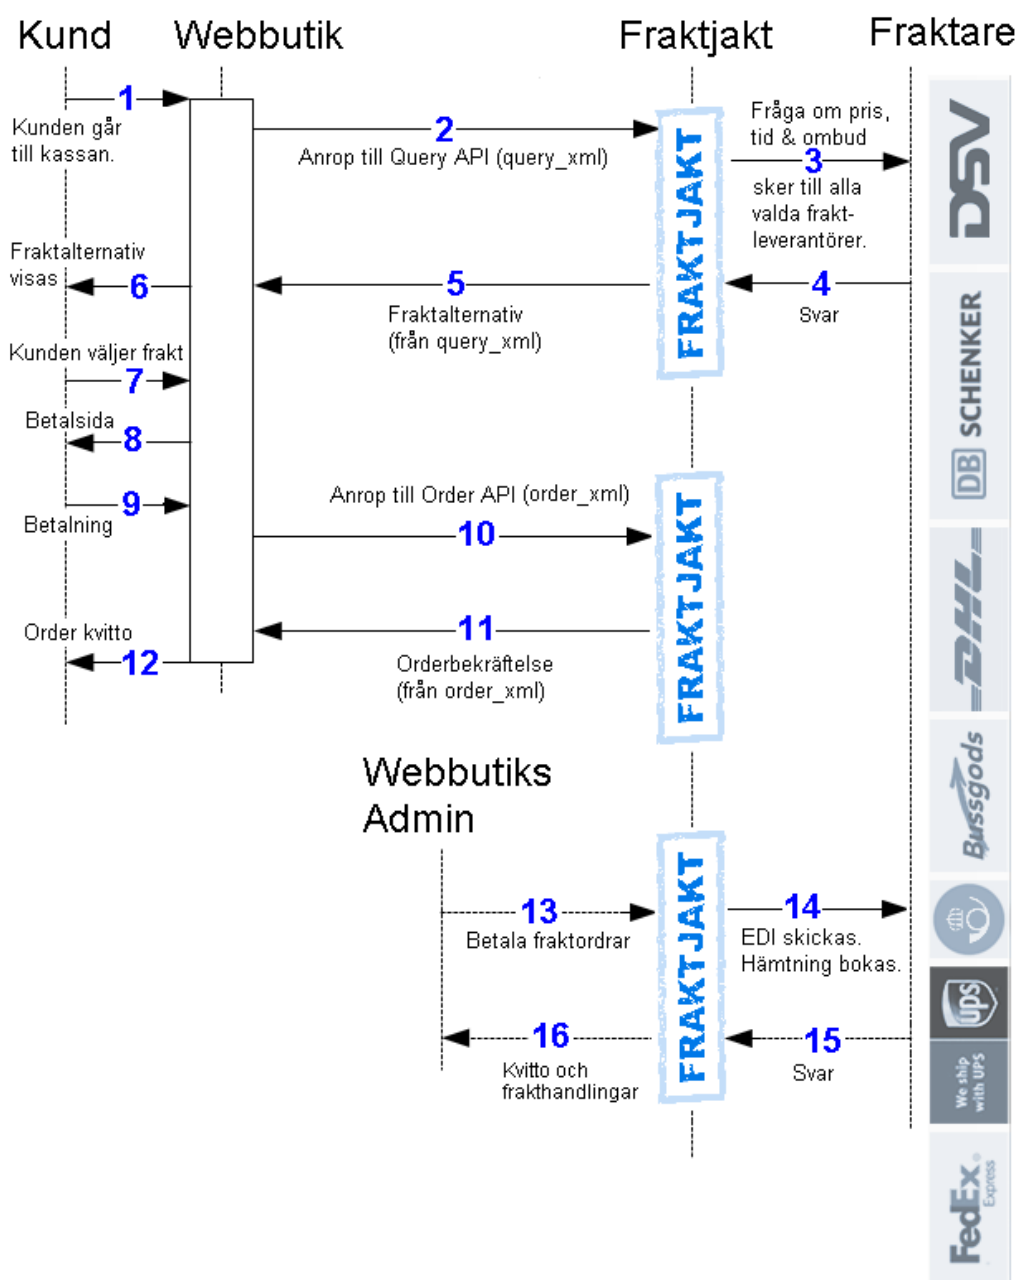 Kund
Webbutik
Fraktjakt
Fraktare
1
Kunden går
till kassan.
2
Anrop till Query API (query_xml)
Fråga om pris,
tid & ombud
3
sker till alla
valda frakt-
leverantörer.
4
Svar
5
Fraktalternativ
(från query_xml)
Fraktalternativ
visas
6
Kunden väljer frakt
7
Betalsida
8
9
Betalning
Anrop till Order API (order_xml)
10
11
Orderbekräftelse
(från order_xml)
Order kvitto
12
FRAKTJAKT
FRAKTJAKT
Webbutiks
Admin
13
Betala fraktordrar
FRAKTJAKT
14
EDI skickas.
Hämtning bokas.
15
Svar
16
Kvitto och
frakthandlingar
DSV
DB SCHENKER
DHL
Bussgods
ups
We ship
with UPS
FedEx
Express